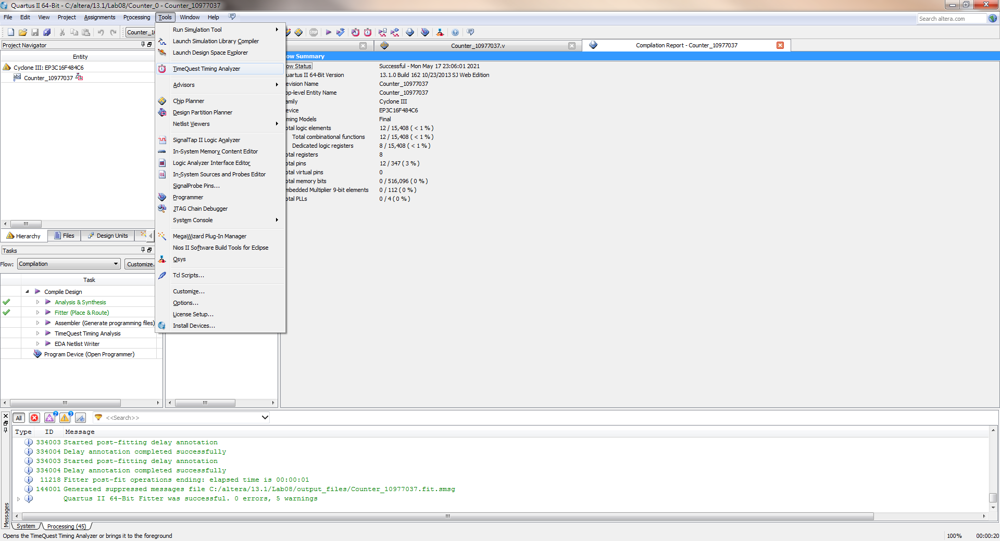 Quartus II 64-Bit - C:/altera/13.1/Lab08/Counter_0 - Counter_10977037
File Edit View Project Assignments Processing Tools Window Help
Search altera.com
Counter_10
Project Navigator
Entity
Cyclone III: EP3C16F484C6
Counter_10977037
Hierarchy Files Design Units
Tasks
Flow: Compilation Customize.
Task
Compile Design
Analysis & Synthesis
Fitter (Place & Route)
Assembler (Generate programming files)
TimeQuest Timing Analysis
EDA Netlist Writer
Program Device (Open Programmer)
Run Simulation Tool
Launch Simulation Library Compiler
Launch Design Space Explorer
TimeQuest Timing Analyzer
Advisors
Chip Planner
Design Partition Planner
Netlist Viewers
SignalTap II Logic Analyzer
In-System Memory Content Editor
Logic Analyzer Interface Editor
In-System Sources and Probes Editor
SignalProbe Pins...
Programmer
JTAG Chain Debugger
System Console
MegaWizard Plug-In Manager
Nios II Software Build Tools for Eclipse
Qsys
Tcl Scripts...
Customize...
Options...
License Setup...
Install Devices...
Counter_10977037.v
Compilation Report - Counter_10977037
ow Summary
ow Status Successful - Mon May 17 23:06:01 2021
uartus II 64-Bit Version 13.1.0 Build 162 10/23/2013 SJ Web Edition
evision Name Counter_10977037
op-level Entity Name Counter_10977037
amily Cyclone III
evice EP3C16F484C6
ming Models Final
otal logic elements 12 / 15,408 ( < 1 % )
Total combinational functions 12 / 15,408 ( < 1 % )
Dedicated logic registers 8 / 15,408 ( < 1 % )
otal registers 8
otal pins 12 / 347 ( 3 % )
otal virtual pins 0
otal memory bits 0 / 516,096 ( 0 % )
mbedded Multiplier 9-bit elements 0 / 112 ( 0 % )
otal PLLs 0 / 4 ( 0 % )
All 2 3 <<Search>>
Type ID Message
334003 Started post-fitting delay annotation
334004 Delay annotation completed successfully
334003 Started post-fitting delay annotation
334004 Delay annotation completed successfully
11218 Fitter post-fit operations ending: elapsed time is 00:00:01
144001 Generated suppressed messages file C:/altera/13.1/Lab08/output_files/Counter_10977037.fit.smsg
Quartus II 64-Bit Fitter was successful. 0 errors, 5 warnings
Messages
System Processing (45)
Opens the TimeQuest Timing Analyzer or brings it to the foreground
100% 00:00:20